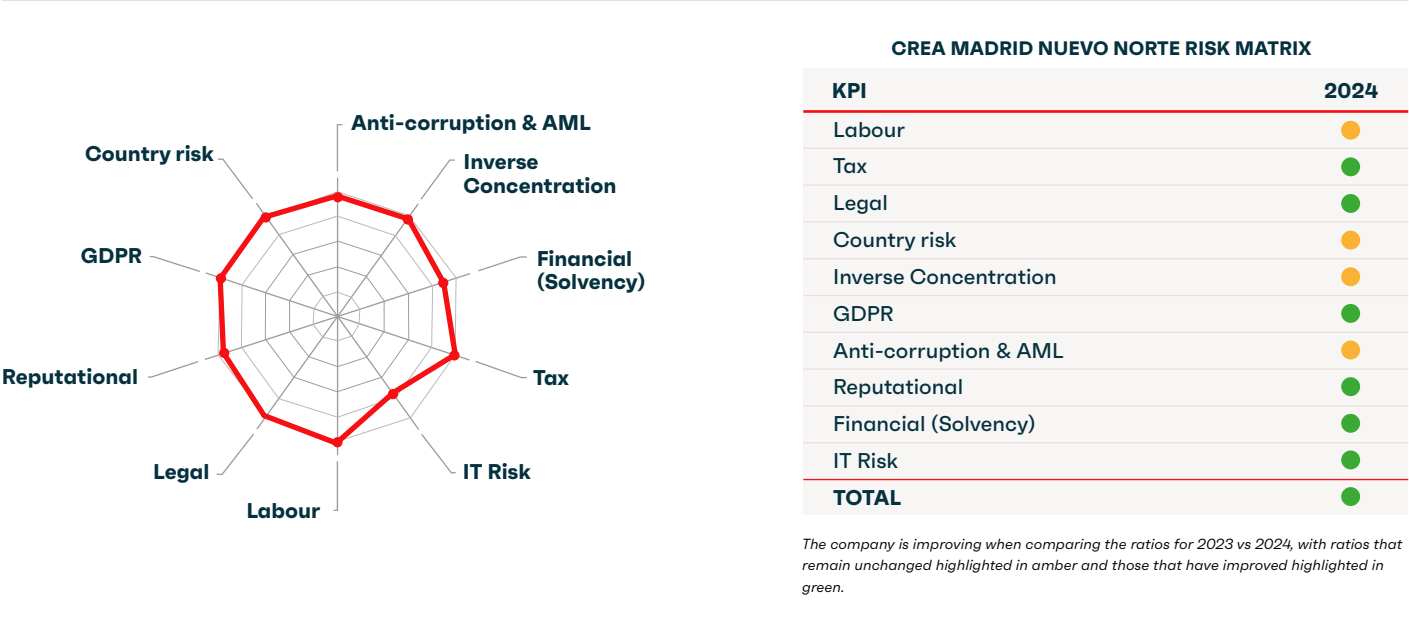 Anti-corruption & AML
Country risk
Inverse
Concentration
GDPR
Financial
(Solvency)
Reputational
Tax
Legal
IT Risk
Labour
CREA MADRID NUEVO NORTE RISK MATRIX
KPI 2024
Labour
Tax
Legal
Country risk
Inverse Concentration
GDPR
Anti-corruption & AML
Reputational
Financial (Solvency)
IT Risk
TOTAL
The company is improving when comparing the ratios for 2023 vs 2024, with ratios that
remain unchanged highlighted in amber and those that have improved highlighted in
green.